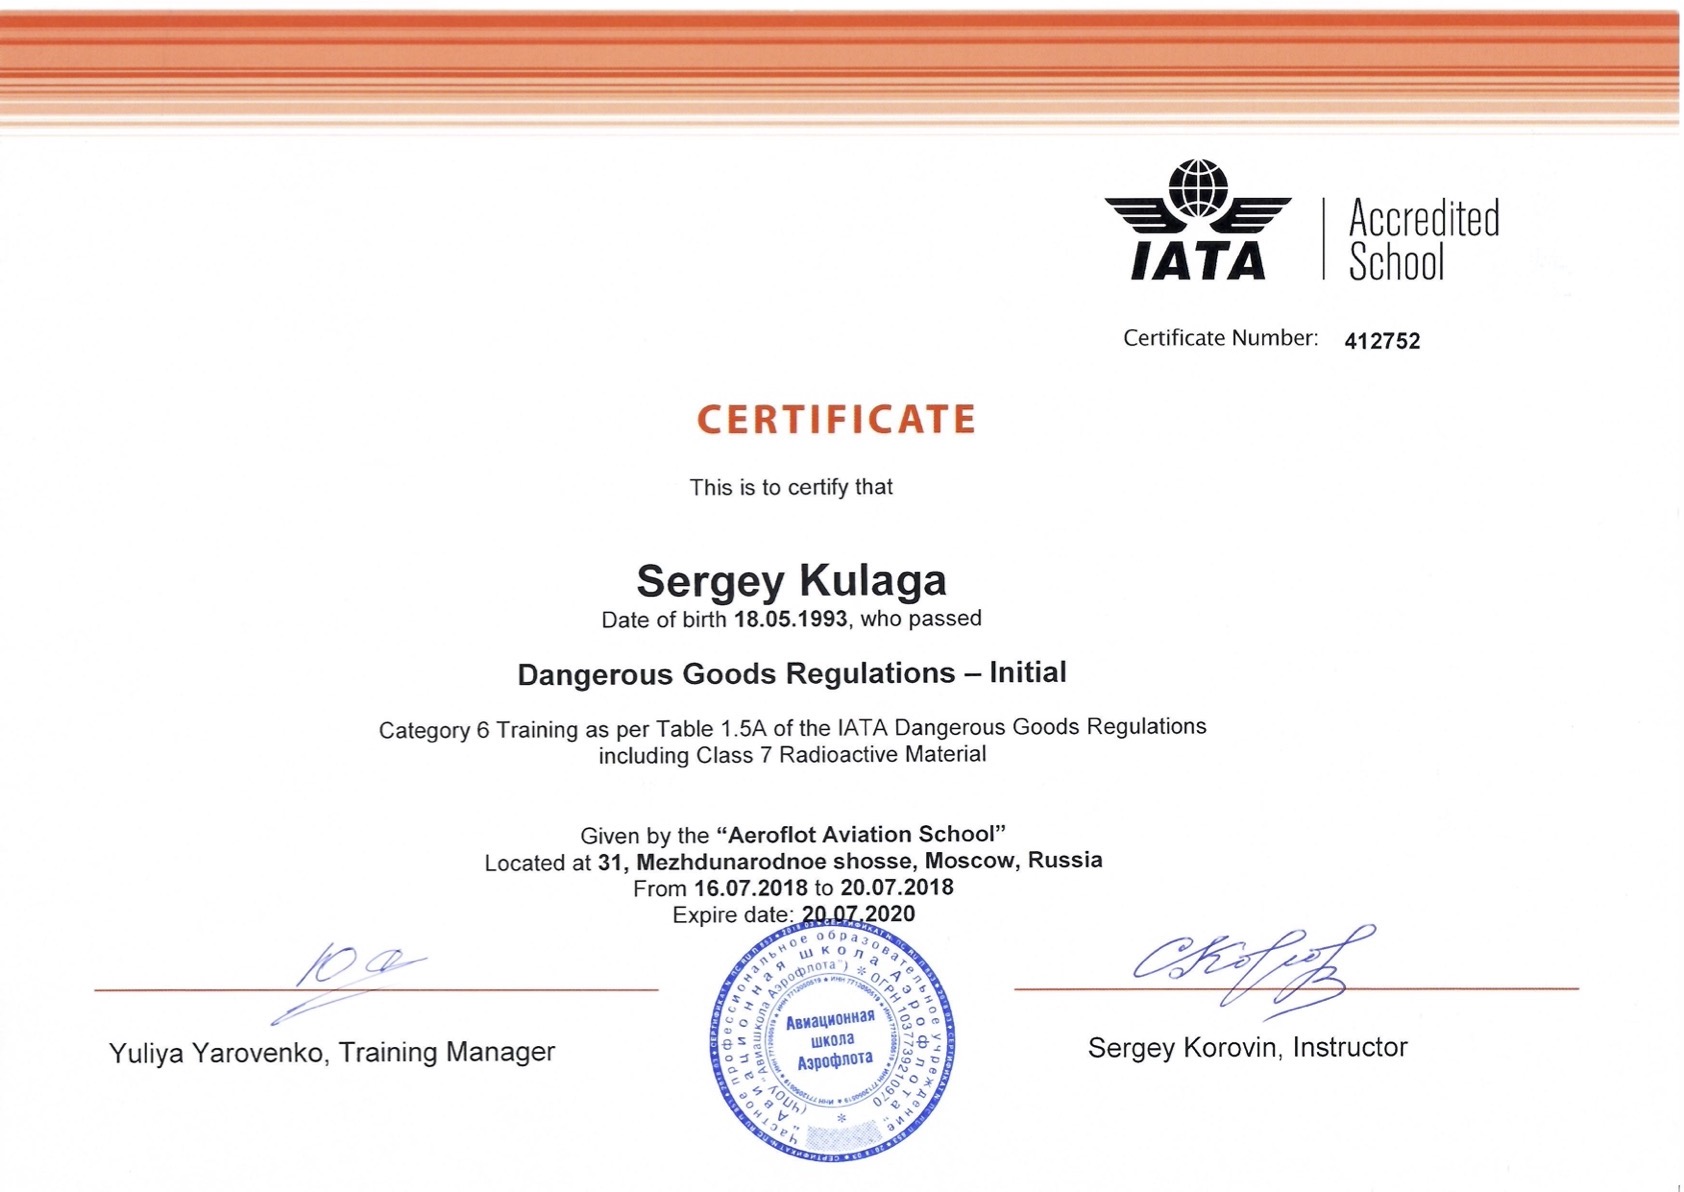 IATA
Accredited
School
Certificate Number: 412752
CERTIFICATE
This is to certify that
Sergey Kulaga
Date of birth 18.05.1993, who passed
Dangerous Goods Regulations – Initial
Category 6 Training as per Table 1.5A of the IATA Dangerous Goods Regulations
including Class 7 Radioactive Material
Given by the “Aeroflot Aviation School”
Located at 31, Mezhdunarodnoe shosse, Moscow, Russia
From 16.07.2018 to 20.07.2018
Expire date: 20.07.2020
Yuliya Yarovenko, Training Manager
Частное профессиональное образовательное учреждение
"Авиационная школа Аэрофлота"
(ЧПОУ "Авиашкола Аэрофлота") * ОГРН 1037739210970
Авиационная
школа
Аэрофлота
Sergey Korovin, Instructor